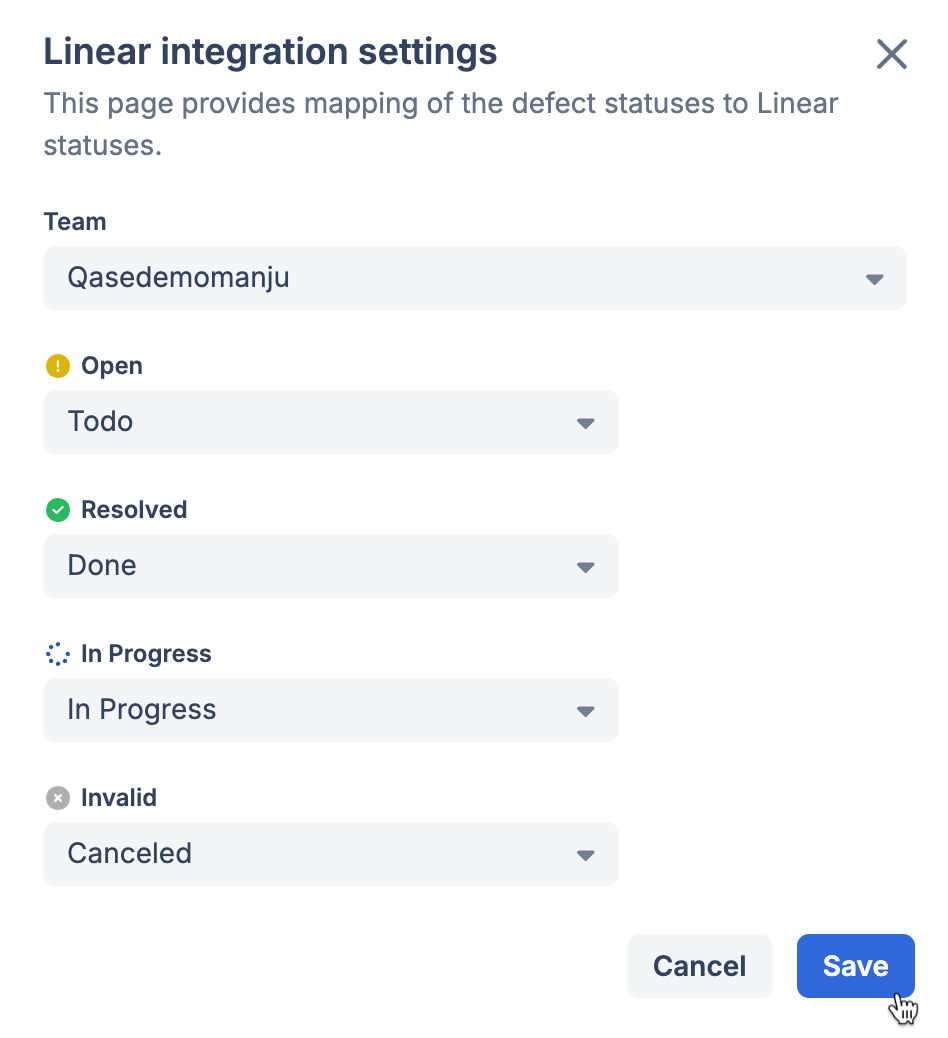 Linear integration settings
This page provides mapping of the defect statuses to Linear
statuses.
Team
Qasedemomanju
Open
Todo
Resolved
Done
In Progress
In Progress
Invalid
Canceled
Cancel
Save